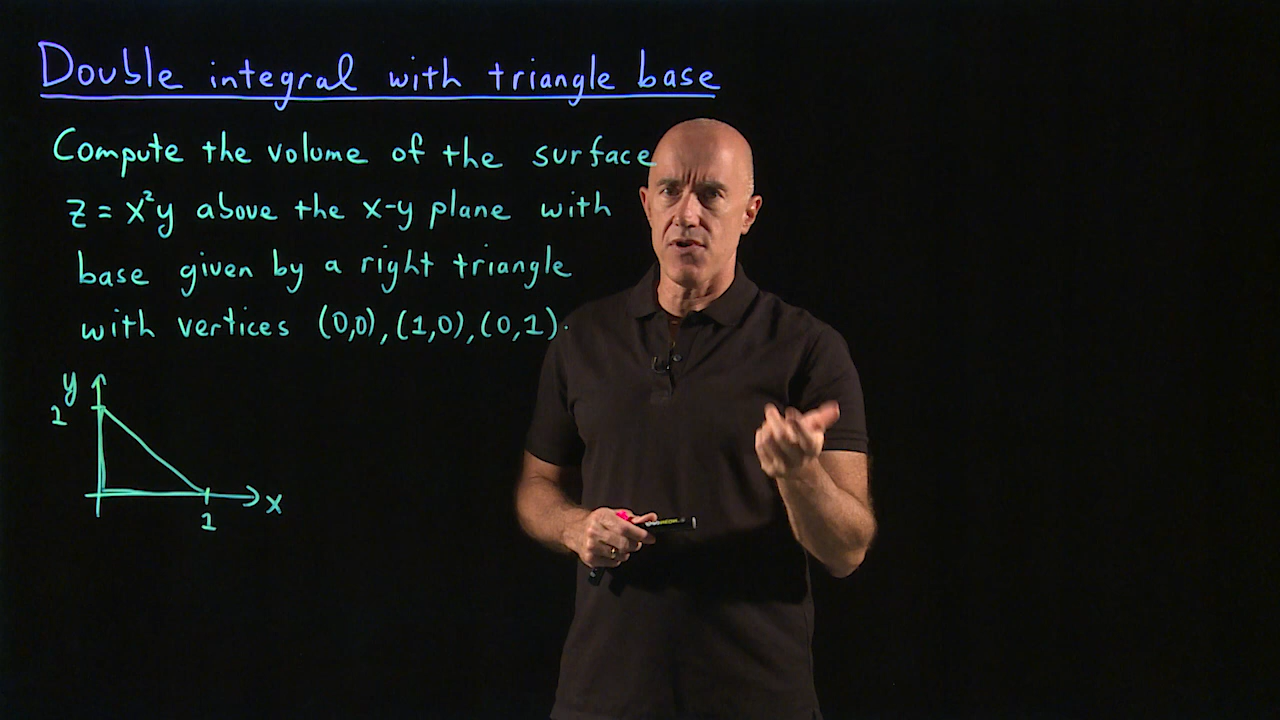 Double integral with triangle base
Compute the volume of the surface
z = x²y above the x-y plane with
base given by a right triangle
with vertices (0,0), (1,0), (0,1).
y
1
x
1